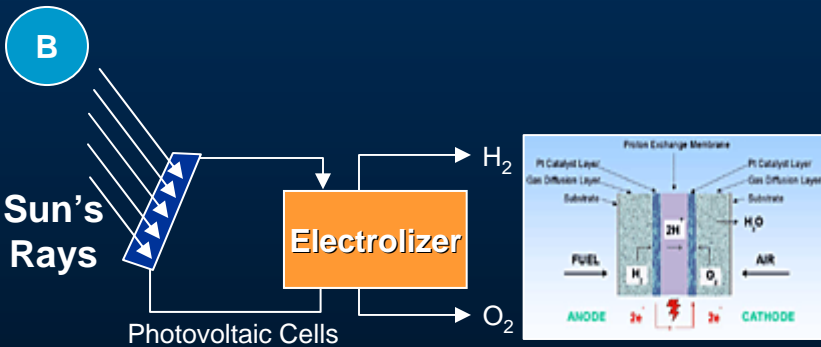 B
Sun's
Rays
Photovoltaic Cells
Electrolizer
H₂
O₂
Proton Exchange Membrane
Pt Catalyst Layer
Pt Catalyst Layer
Gas Diffusion Layer
Gas Diffusion Layer
Substrate
Substrate
H₂O
2H⁺
FUEL
AIR
H₂
O₂
ANODE
2e⁻
2e⁻
CATHODE